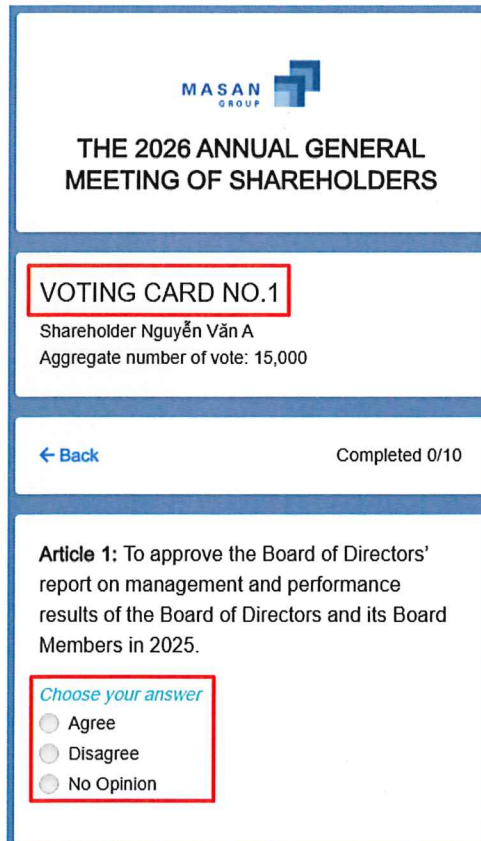 MASAN
GROUP
THE 2026 ANNUAL GENERAL
MEETING OF SHAREHOLDERS
VOTING CARD NO.1
Shareholder Nguyễn Văn A
Aggregate number of vote: 15,000
← Back Completed 0/10
Article 1: To approve the Board of Directors'
report on management and performance
results of the Board of Directors and its Board
Members in 2025.
Choose your answer
Agree
Disagree
No Opinion